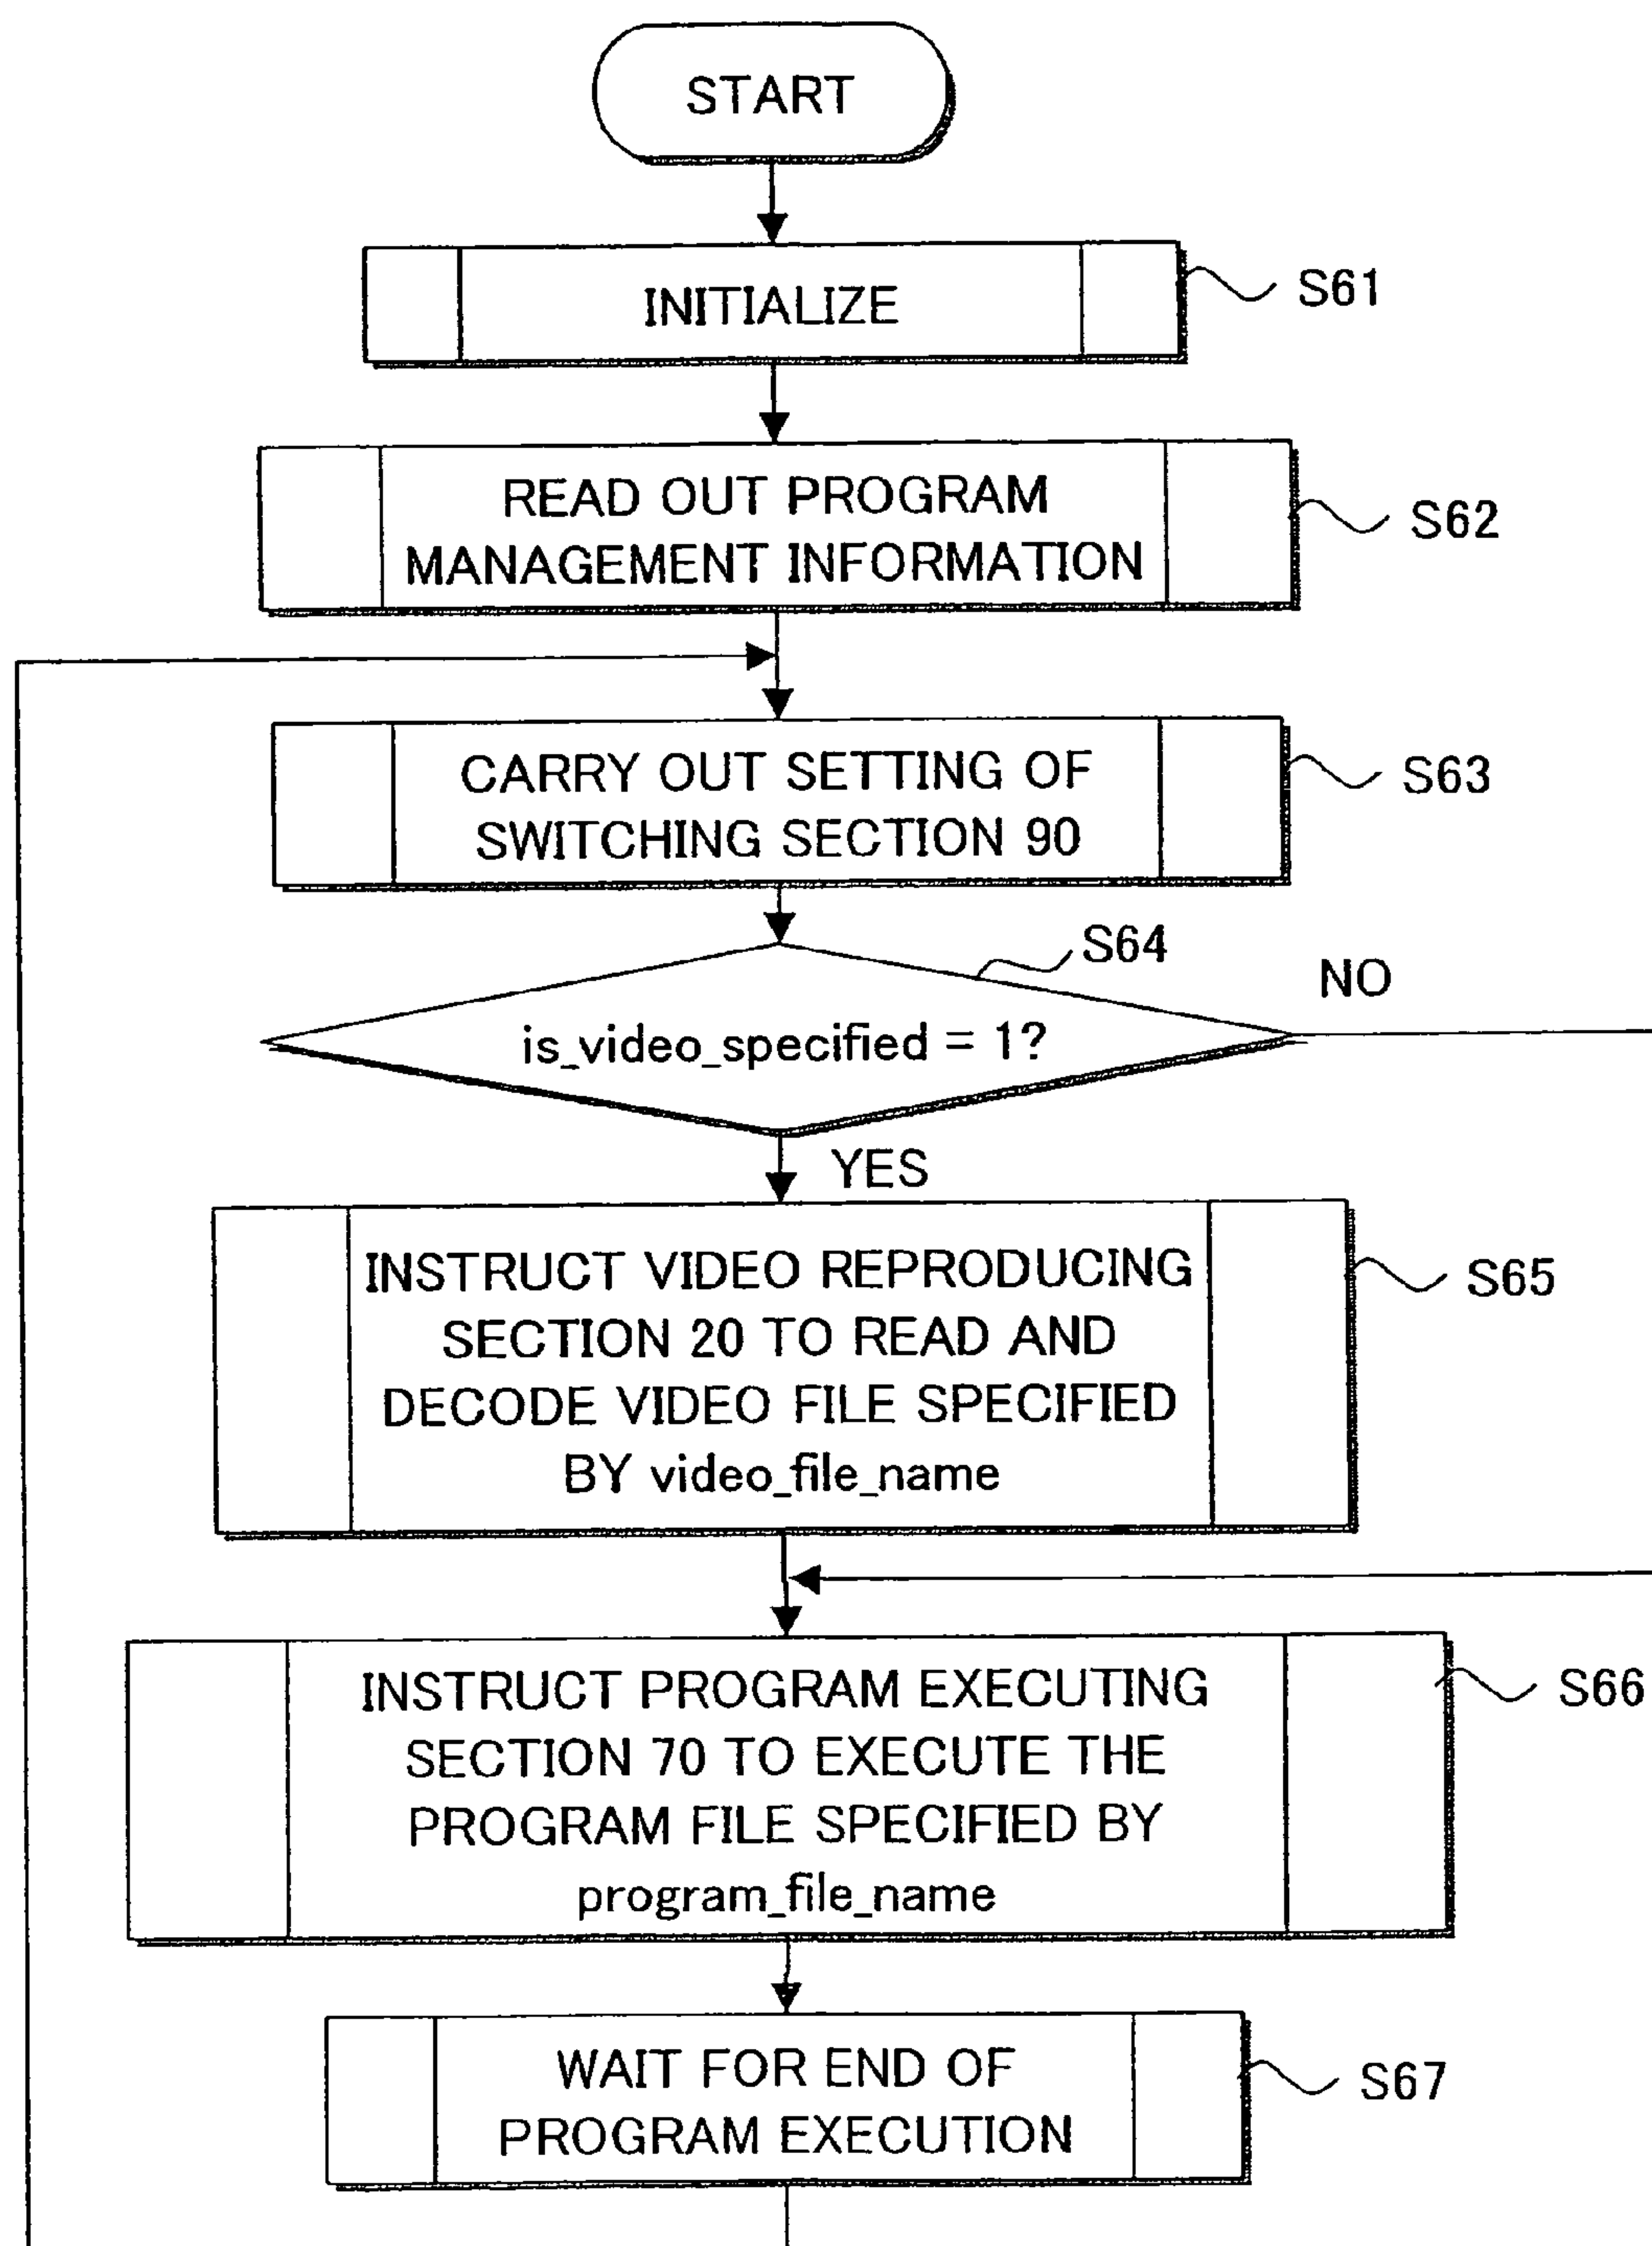 START
INITIALIZE
S61
READ OUT PROGRAM
MANAGEMENT INFORMATION
S62
CARRY OUT SETTING OF
SWITCHING SECTION 90
S63
S64
NO
is_video_specified = 1?
YES
INSTRUCT VIDEO REPRODUCING
SECTION 20 TO READ AND
DECODE VIDEO FILE SPECIFIED
BY video_file_name
S65
INSTRUCT PROGRAM EXECUTING
SECTION 70 TO EXECUTE THE
PROGRAM FILE SPECIFIED BY
program_file_name
S66
WAIT FOR END OF
PROGRAM EXECUTION
S67